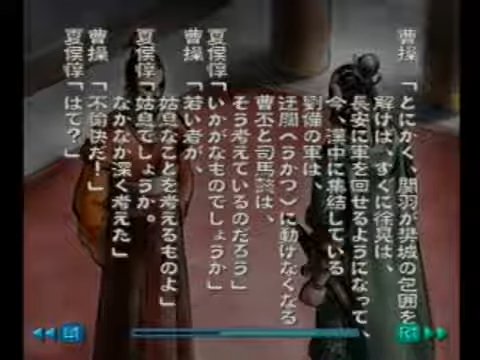 曹操「とにかく、関羽が樊城の包囲を
解けば、すぐに徐晃は、
長安に軍を回せるようになって、
今、漢中に集結している
劉備の軍は、
迂闊(うかつ)に動けなくなる
曹丕と司馬懿は、
そう考えているのだろう」
夏侯惇「いかがなものでしょうか」
曹操「若い者が、
姑息なことを考えるものよ」
夏侯惇「姑息でしょうか。
なかなか深く考えた」
曹操「不愉快だ!」
夏侯惇「はて?」
L1
R1